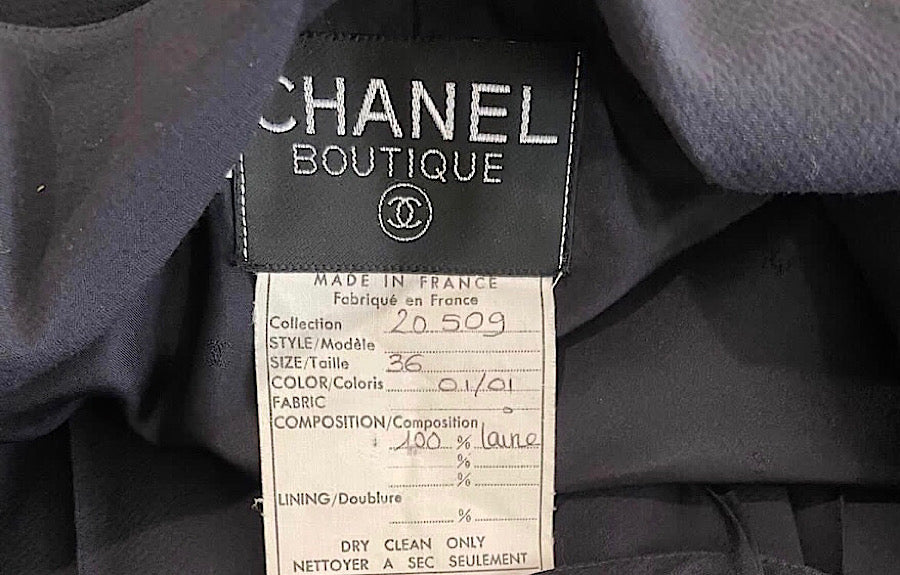 CHANEL
BOUTIQUE
MADE IN FRANCE
Fabriqué en France
Collection 20 509
STYLE/Modèle
SIZE/Taille 36
COLOR/Coloris 01/01
FABRIC
COMPOSITION/Composition
100 % laine
%
%
LINING/Doublure
%
DRY CLEAN ONLY
NETTOYER A SEC SEULEMENT